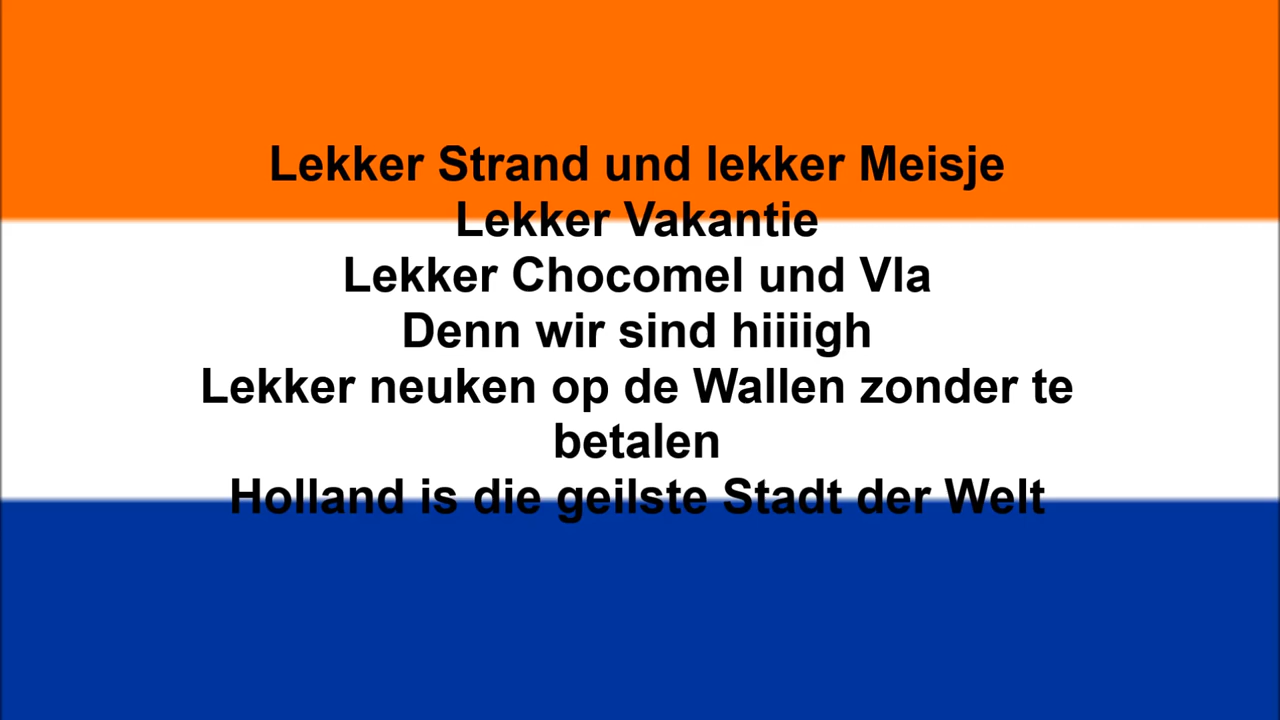 Lekker Strand und lekker Meisje
Lekker Vakantie
Lekker Chocomel und Vla
Denn wir sind hiiiigh
Lekker neuken op de Wallen zonder te
betalen
Holland is die geilste Stadt der Welt